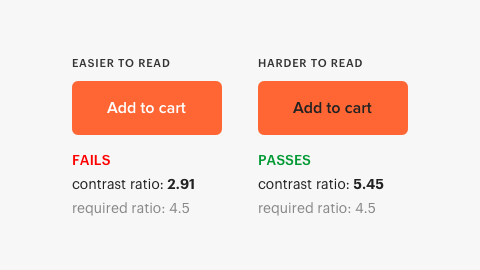 EASIER TO READ
Add to cart
FAILS
contrast ratio: 2.91
required ratio: 4.5
HARDER TO READ
Add to cart
PASSES
contrast ratio: 5.45
required ratio: 4.5